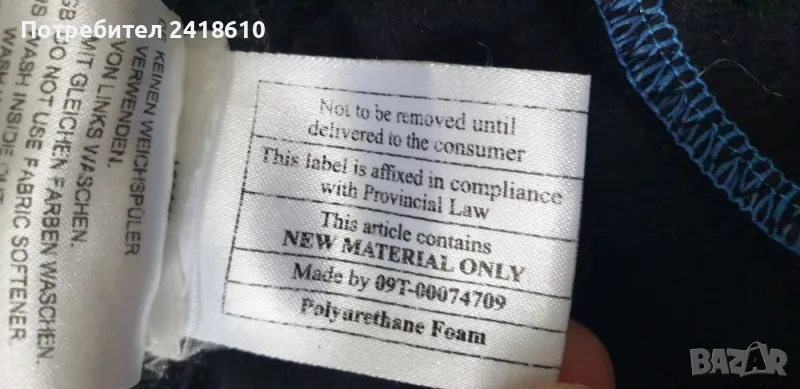 Потребител 2418610
Not to be removed until
delivered to the consumer
This label is affixed in compliance
with Provincial Law
This article contains
NEW MATERIAL ONLY
Made by 09T-00074709
Polyurethane Foam
KEINEN WEICHSPÜLER
VERWENDEN.
VON LINKS WASCHEN.
MIT GLEICHEN FARBEN WASCHEN.
DO NOT USE FABRIC SOFTENER.
WASH INSIDE
BAZAR